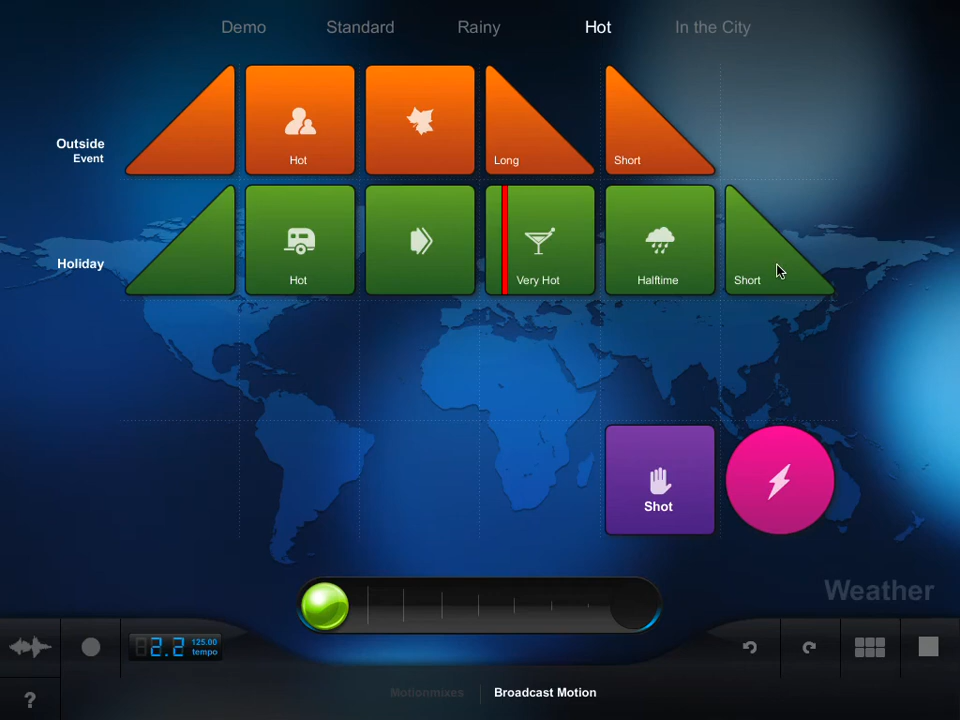 Demo Standard Rainy Hot In the City
Outside
Event
Hot
Long
Short
Holiday
Hot
Very Hot
Halftime
Short
Shot
Weather
2.2
125.00
tempo
?
Motionmixes Broadcast Motion